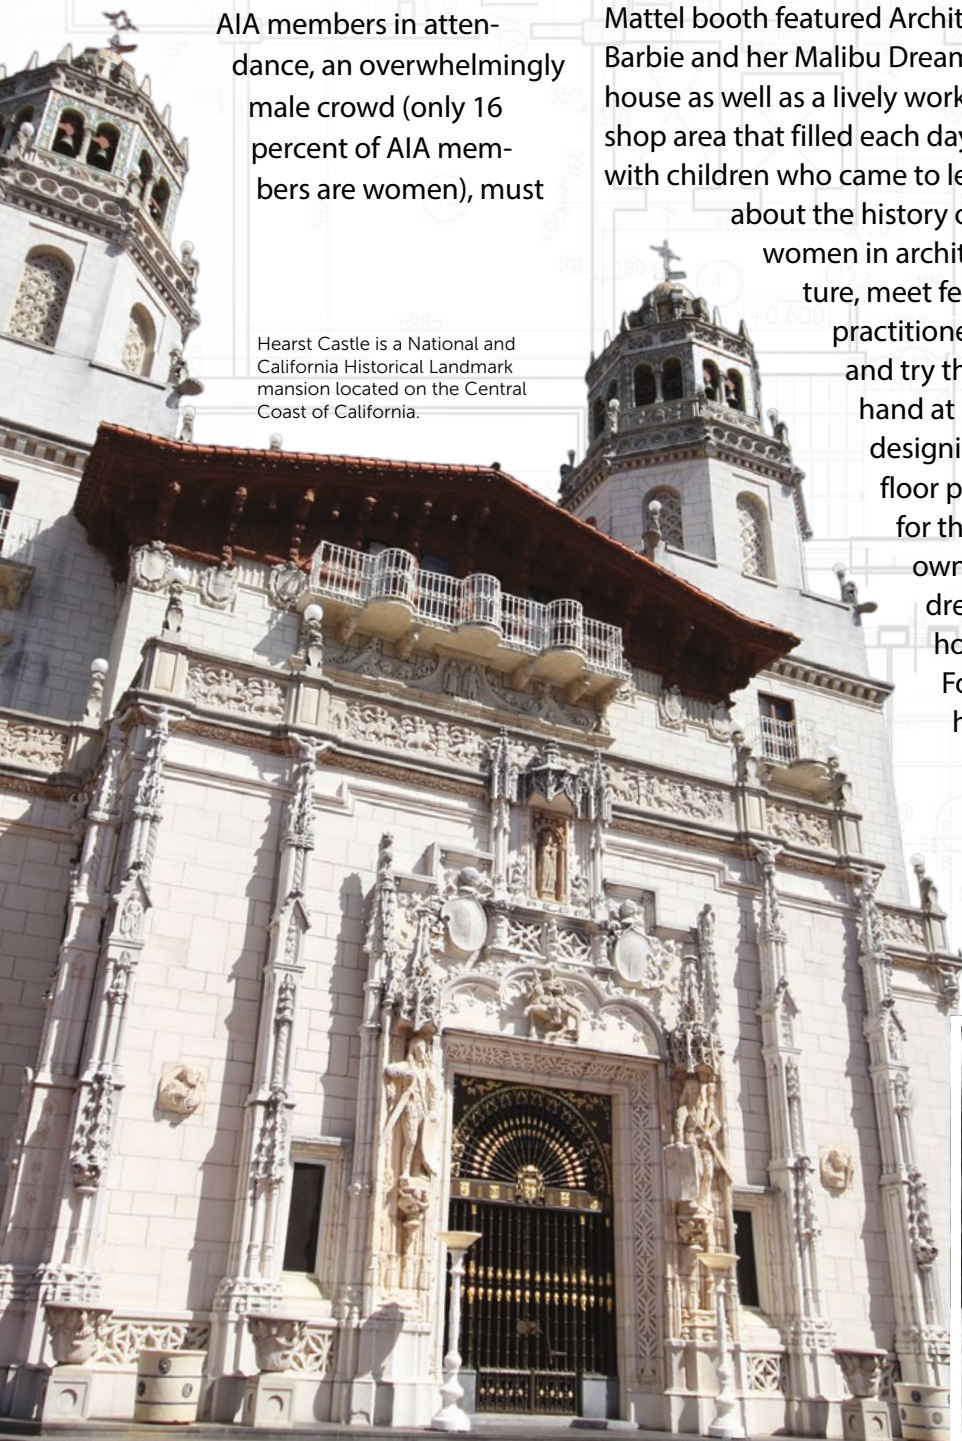 AIA members in atten-
dance, an overwhelmingly
male crowd (only 16
percent of AIA mem-
bers are women), must
Hearst Castle is a National and
California Historical Landmark
mansion located on the Central
Coast of California.
Mattel booth featured Archit
Barbie and her Malibu Dream
house as well as a lively work
shop area that filled each day
with children who came to le
about the history o
women in archit
ture, meet fe
practitione
and try th
hand at
designi
floor p
for th
own
dre
ho
Fo
h